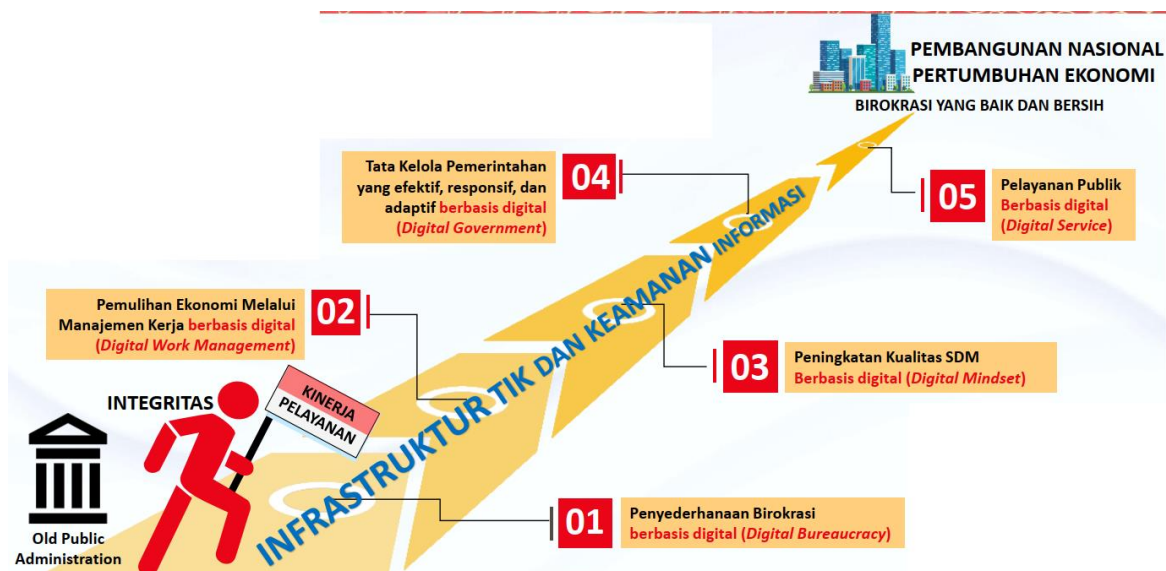 PEMBANGUNAN NASIONAL
PERTUMBUHAN EKONOMI
BIROKRASI YANG BAIK DAN BERSIH
Tata Kelola Pemerintahan
yang efektif, responsif, dan
adaptif berbasis digital
(Digital Government)
04
05
Pelayanan Publik
Berbasis digital
(Digital Service)
Pemulihan Ekonomi Melalui
Manajemen Kerja berbasis digital
(Digital Work Management)
02
03
Peningkatan Kualitas SDM
Berbasis digital (Digital Mindset)
INTEGRITAS
KINERJA
PELAYANAN
INFRASTRUKTUR TIK DAN KEAMANAN INFORMASI
Old Public
Administration
01
Penyederhanaan Birokrasi
berbasis digital (Digital Bureaucracy)